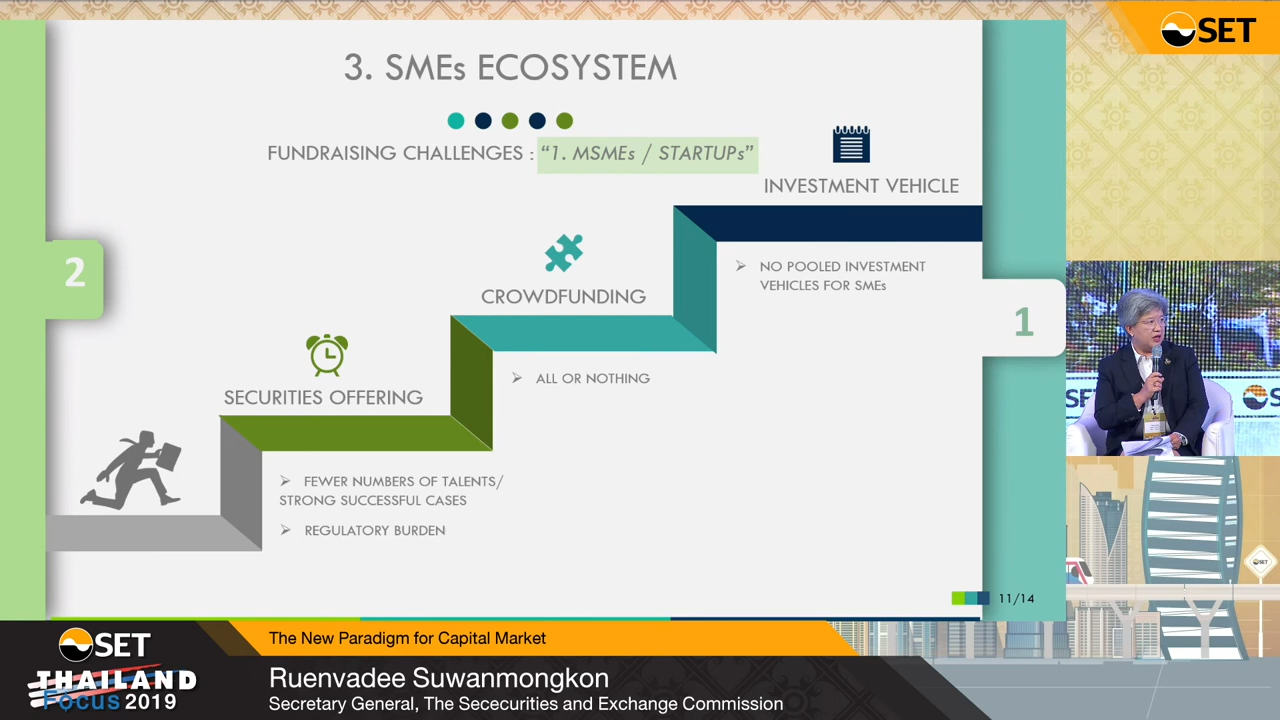 SET
3. SMEs ECOSYSTEM
FUNDRAISING CHALLENGES : “1. MSMEs / STARTUPs”
INVESTMENT VEHICLE
➢ NO POOLED INVESTMENT
VEHICLES FOR SMEs
2
CROWDFUNDING
➢ ALL OR NOTHING
1
SECURITIES OFFERING
➢ FEWER NUMBERS OF TALENTS/
STRONG SUCCESSFUL CASES
➢ REGULATORY BURDEN
SET
11/14
SET
THAILAND
FOCUS 2019
The New Paradigm for Capital Market
Ruenvadee Suwanmongkon
Secretary General, The Sececurities and Exchange Commission